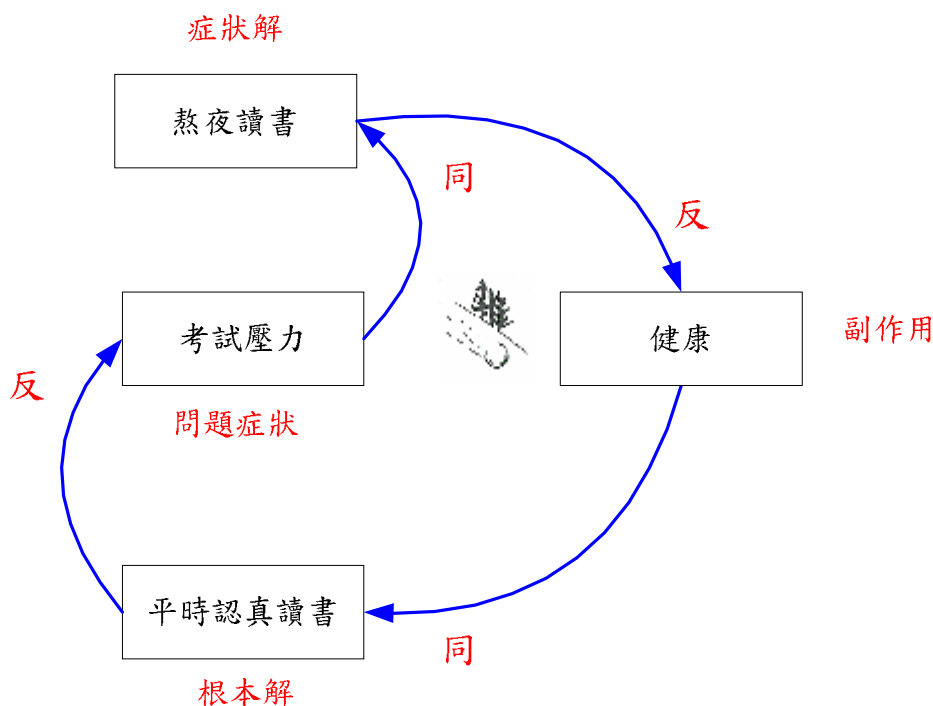 症狀解
熬夜讀書
同
反
考試壓力
健康
副作用
反
問題症狀
平時認真讀書
同
根本解